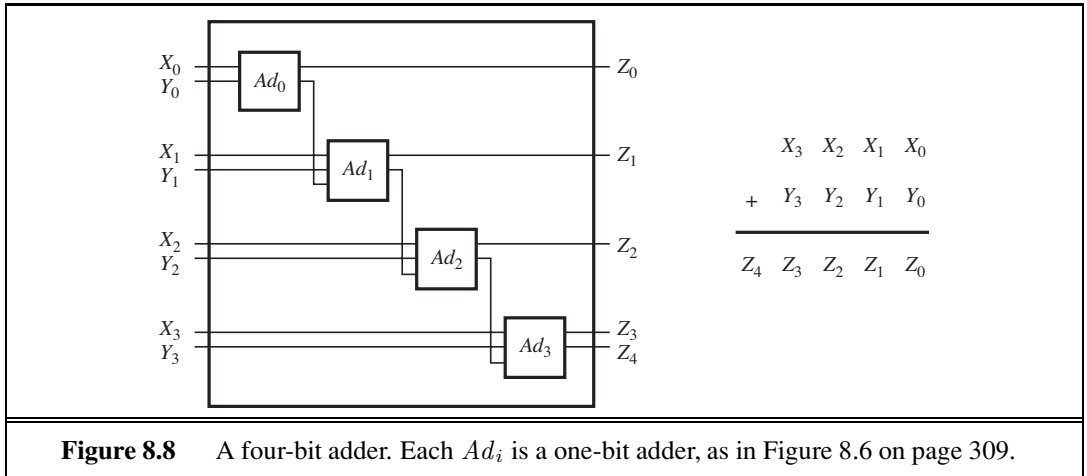 X0
Y0
Ad0
Z0
X1
Y1
Ad1
Z1
X2
Y2
Ad2
Z2
X3
Y3
Ad3
Z3
Z4
X3 X2 X1 X0
+ Y3 Y2 Y1 Y0
Z4 Z3 Z2 Z1 Z0
Figure 8.8 A four-bit adder. Each Adi is a one-bit adder, as in Figure 8.6 on page 309.